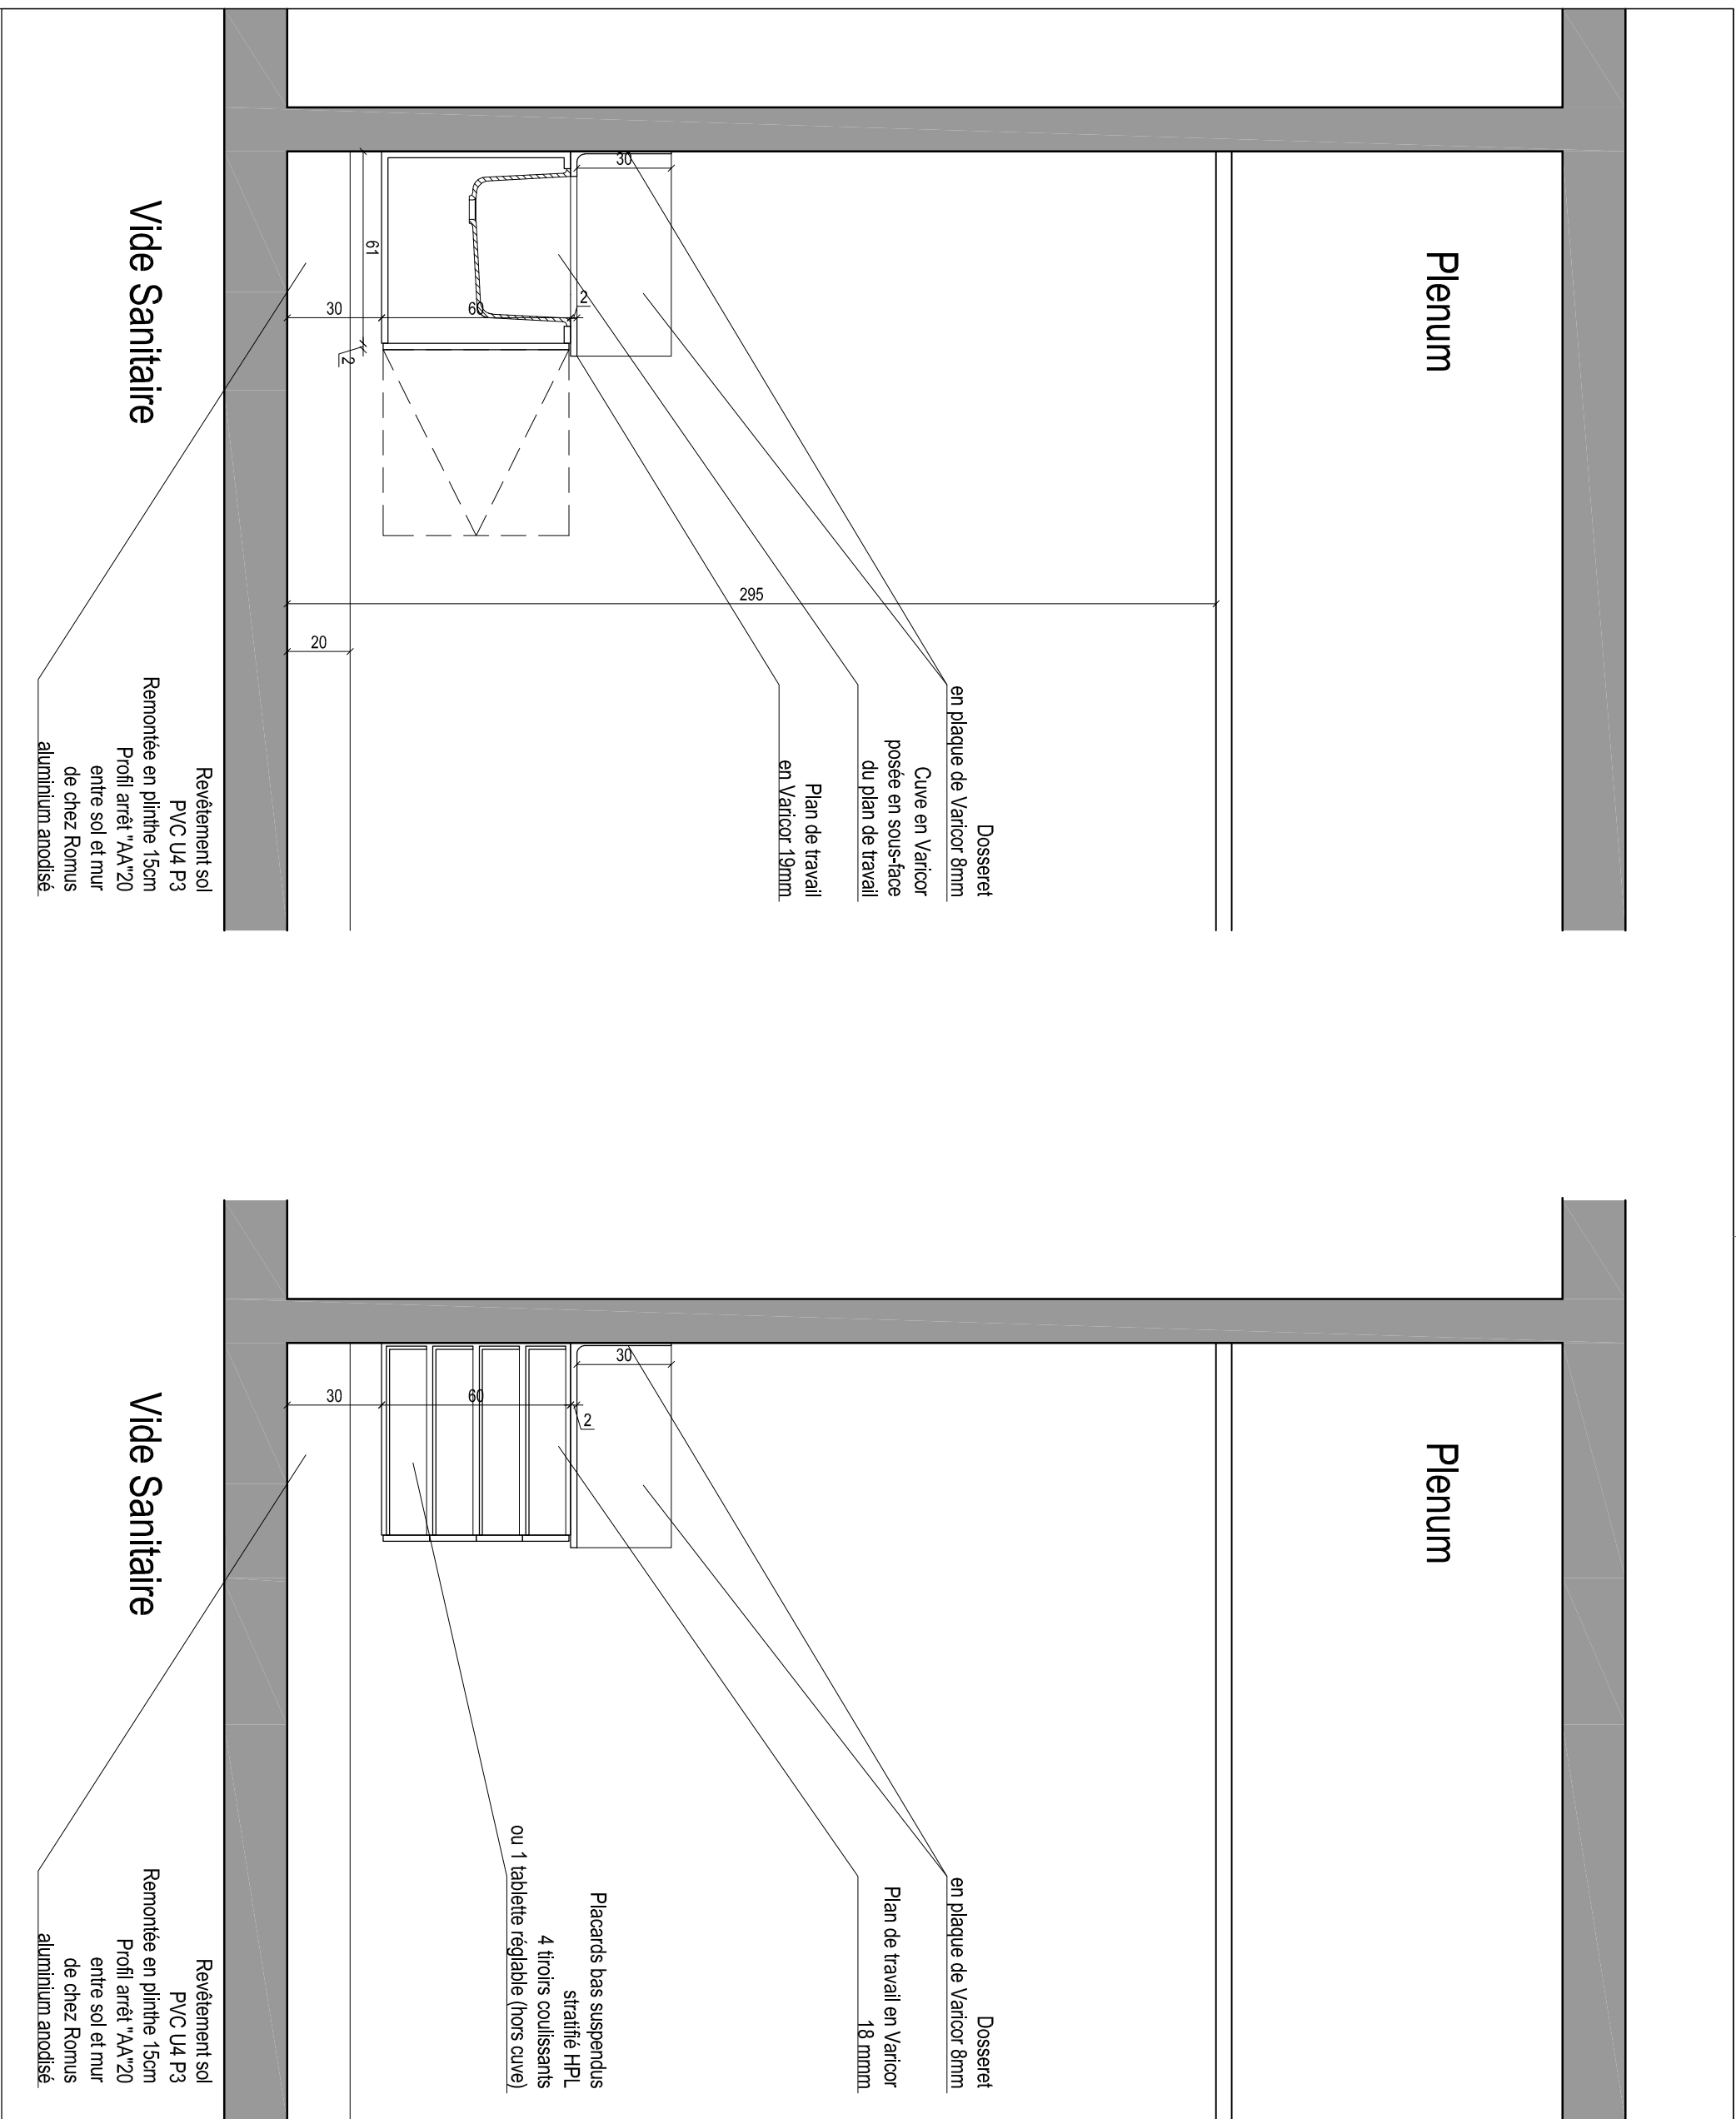 Plenum
Dosseret
en plaque de Varicor 8mm
Cuve en Varicor
posée en sous-face
du plan de travail
Plan de travail
en Varicor 19mm
295
30
2
60
30
61
2
20
Revêtement sol
PVC U4 P3
Remontée en plinthe 15cm
Profil arrêt "AA"20
entre sol et mur
de chez Romus
aluminium anodisé
Vide Sanitaire
Plenum
Dosseret
en plaque de Varicor 8mm
Plan de travail en Varicor
18 mmm
30
2
60
30
Placards bas suspendus
stratifié HPL
4 tiroirs coulissants
ou 1 tablette réglable (hors cuve)
Revêtement sol
PVC U4 P3
Remontée en plinthe 15cm
Profil arrêt "AA"20
entre sol et mur
de chez Romus
aluminium anodisé
Vide Sanitaire